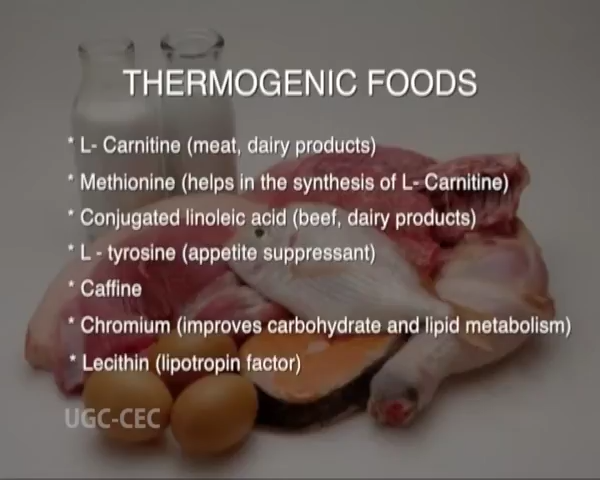 THERMOGENIC FOODS
* L- Carnitine (meat, dairy products)
* Methionine (helps in the synthesis of L- Carnitine)
* Conjugated linoleic acid (beef, dairy products)
* L - tyrosine (appetite suppressant)
* Caffine
* Chromium (improves carbohydrate and lipid metabolism)
* Lecithin (lipotropin factor)
UGC-CEC